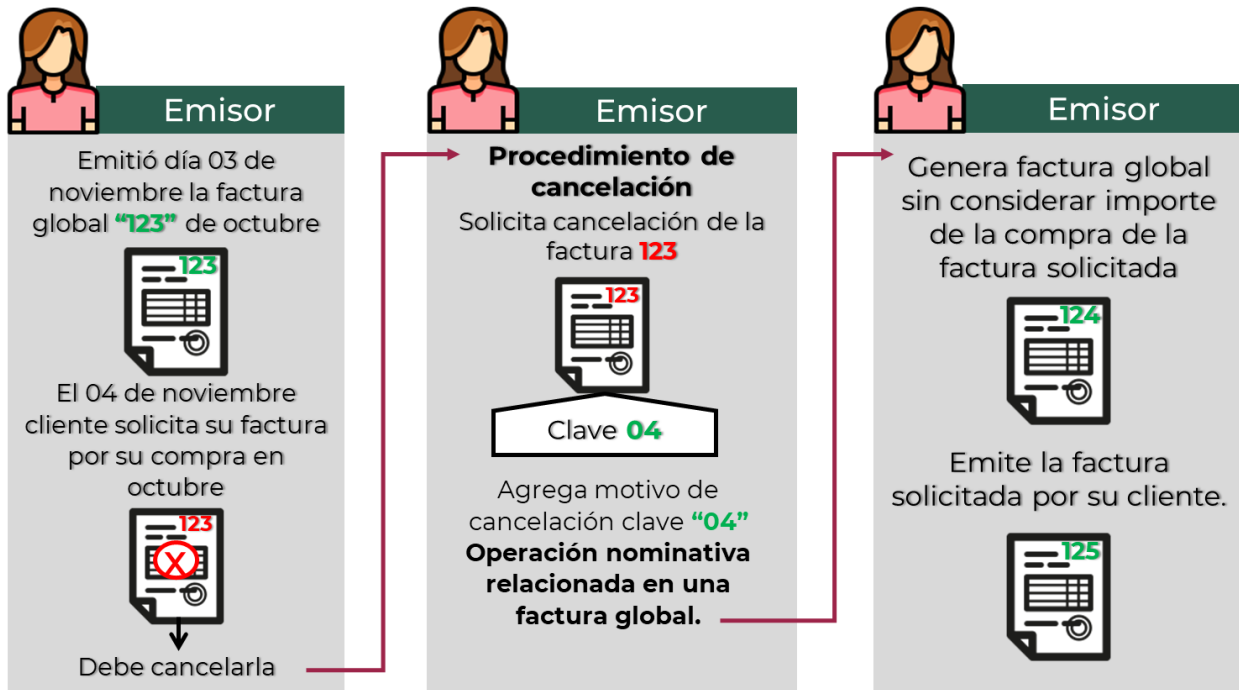 Emisor
Emitió día 03 de
noviembre la factura
global “123” de octubre
123
El 04 de noviembre
cliente solicita su factura
por su compra en
octubre
123
X
Debe cancelarla
Emisor
Procedimiento de
cancelación
Solicita cancelación de la
factura 123
123
Clave 04
Agrega motivo de
cancelación clave “04”
Operación nominativa
relacionada en una
factura global.
Emisor
Genera factura global
sin considerar importe
de la compra de la
factura solicitada
124
Emite la factura
solicitada por su cliente.
125